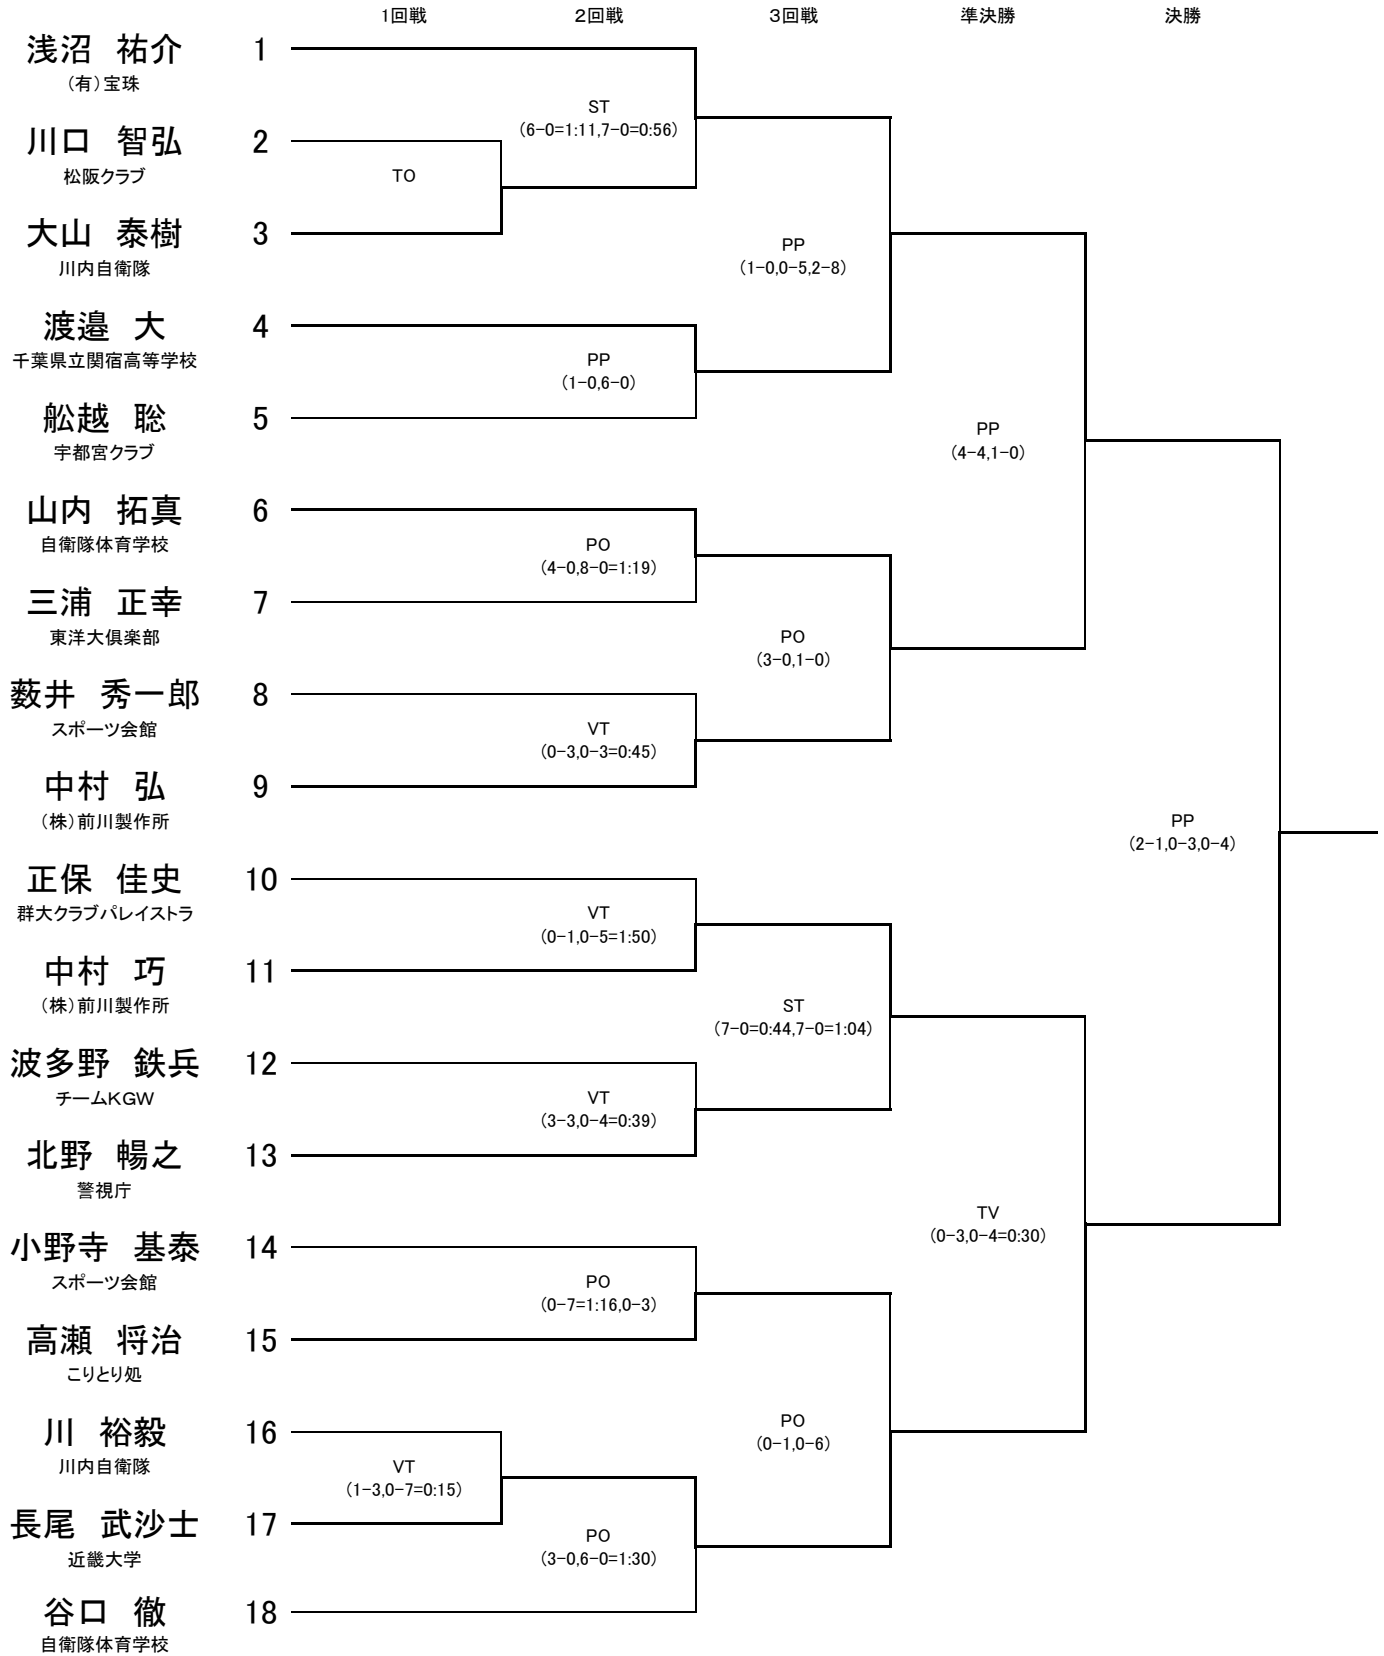 1回戦 2回戦 3回戦 準決勝 決勝
浅沼 祐介 1
(有)宝珠
ST
(6-0=1:11,7-0=0:56)
川口 智弘 2
松阪クラブ
TO
大山 泰樹 3
川内自衛隊
PP
(1-0,0-5,2-8)
渡邉 大 4
千葉県立関宿高等学校
PP
(1-0,6-0)
舩越 聡 5
宇都宮クラブ
PP
(4-4,1-0)
山内 拓真 6
自衛隊体育学校
PO
(4-0,8-0=1:19)
三浦 正幸 7
東洋大倶楽部
PO
(3-0,1-0)
薮井 秀一郎 8
スポーツ会館
VT
(0-3,0-3=0:45)
中村 弘 9
(株)前川製作所
PP
(2-1,0-3,0-4)
正保 佳史 10
群大クラブパレイストラ
VT
(0-1,0-5=1:50)
中村 巧 11
(株)前川製作所
ST
(7-0=0:44,7-0=1:04)
波多野 鉄兵 12
チームKGW
VT
(3-3,0-4=0:39)
北野 暢之 13
警視庁
TV
(0-3,0-4=0:30)
小野寺 基泰 14
スポーツ会館
PO
(0-7=1:16,0-3)
高瀬 将治 15
こりとり処
PO
(0-1,0-6)
川 裕毅 16
川内自衛隊
VT
(1-3,0-7=0:15)
長尾 武沙士 17
近畿大学
PO
(3-0,6-0=1:30)
谷口 徹 18
自衛隊体育学校